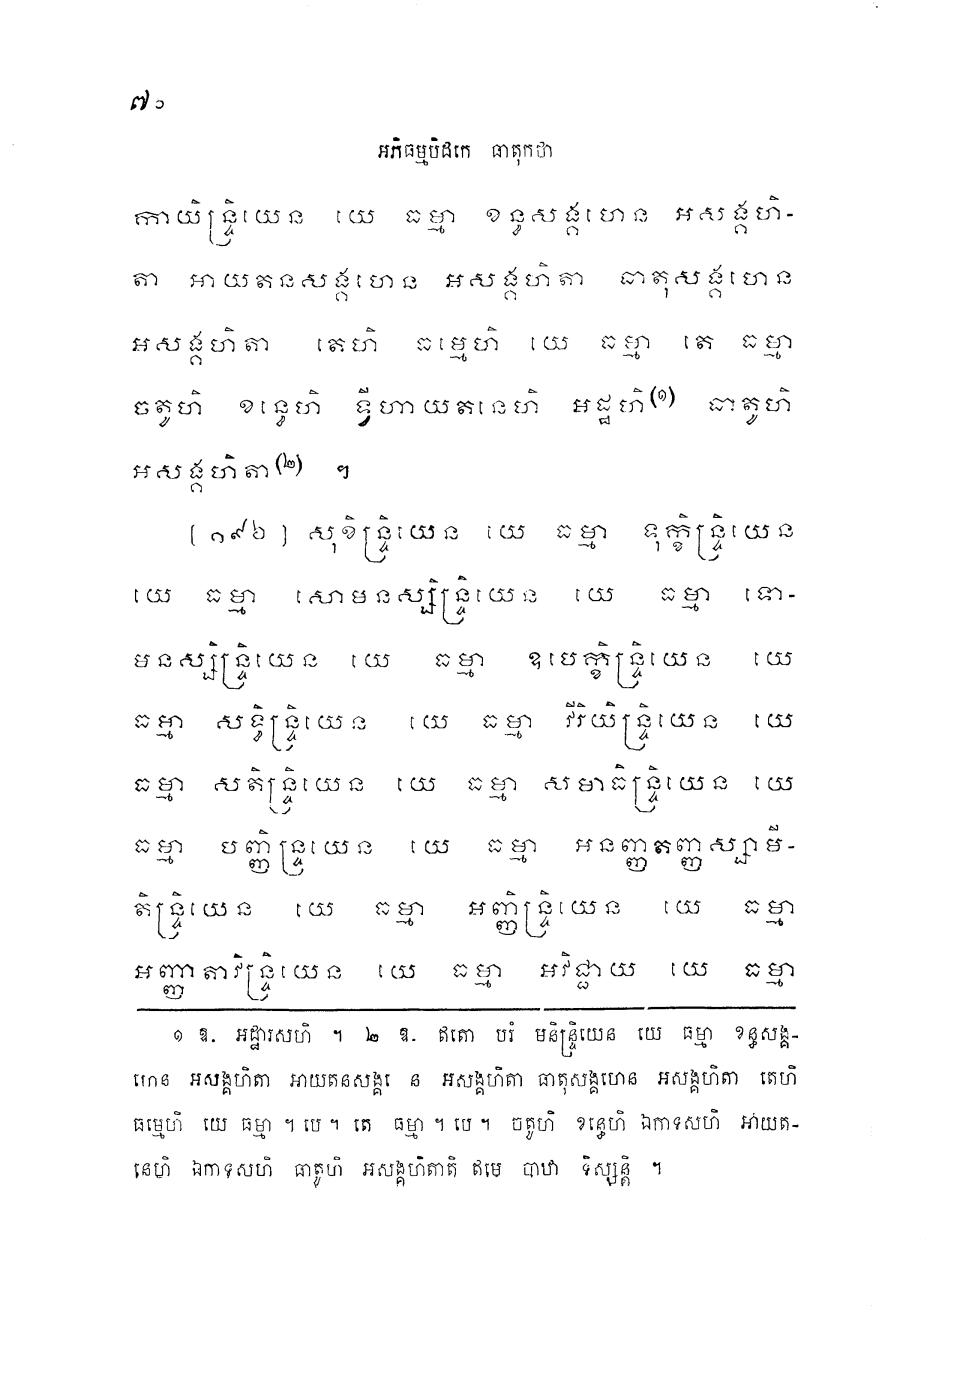 ៧០
អភិធម្មបិដកេ ធាតុកថា
កាយិន្ទ្រិយេន យេ ធម្មា ខន្ធសង្គហេន អសង្គហិ-
តា អាយតនសង្គហេន អសង្គហិតា ធាតុសង្គហេន
អសង្គហិតា តេហិ ធម្មេហិ យេ ធម្មា តេ ធម្មា
ចតូហិ ខន្ធេហិ ទ្វីហាយតនេហិ អដ្ឋហិ(១) ធាតូហិ
អសង្គហិតា(២) ។
(១៩៦) សុខិន្ទ្រិយេន យេ ធម្មា ទុក្ខិន្ទ្រិយេន
យេ ធម្មា សោមនស្សិន្ទ្រិយេន យេ ធម្មា ទោ-
មនស្សិន្ទ្រិយេន យេ ធម្មា ឧបេក្ខិន្ទ្រិយេន យេ
ធម្មា សទ្ធិន្ទ្រិយេន យេ ធម្មា វីរិយិន្ទ្រិយេន យេ
ធម្មា សតិន្ទ្រិយេន យេ ធម្មា សមាធិន្ទ្រិយេន យេ
ធម្មា បញ្ញិន្ទ្រយេន យេ ធម្មា អនញ្ញតញ្ញស្សាមី-
តិន្ទ្រិយេន យេ ធម្មា អញ្ញិន្ទ្រិយេន យេ ធម្មា
អញ្ញាតាវិន្ទ្រិយេន យេ ធម្មា អវិជ្ជាយ យេ ធម្មា
១ ឱ. អដ្ឋារសហិ ។ ២ ឱ. ឥតោ បរំ មនិន្ទ្រិយេន យេ ធម្មា ខន្ធសង្គ-
ហេន អសង្គហិតា អាយតនសង្គហេន អសង្គហិតា ធាតុសង្គហេន អសង្គហិតា តេហិ
ធម្មេហិ យេ ធម្មា ។ បេ ។ តេ ធម្មា ។ បេ ។ ចតូហិ ខន្ធេហិ ឯកាទសហិ អាយត-
នេហិ ឯកាទសហិ ធាតូហិ អសង្គហិតាតិ ឥមេ បាឋា ទិស្សន្តិ ។